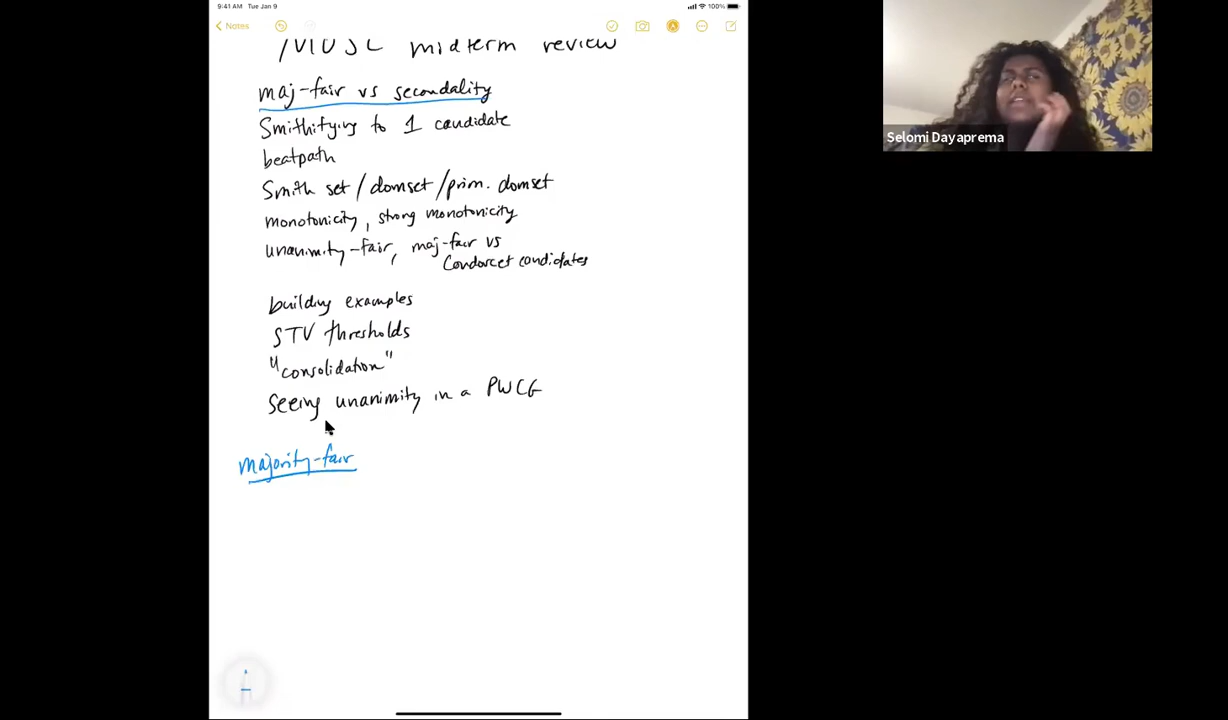 9:41 AM Tue Jan 9
100%
Notes
midterm review
maj-fair vs secondality
Smithifying to 1 candidate
beatpath
Smith set / domset / prim. domset
monotonicity, strong monotonicity
unanimity-fair, maj-fair vs
Condorcet candidates
building examples
STV thresholds
"consolidation"
Seeing unanimity in a PWCG
majority-fair
Selomi Dayaprema